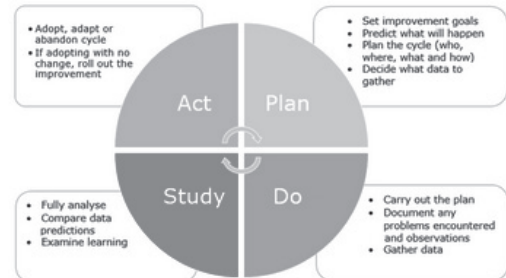 • Adopt, adapt or
abandon cycle
• If adopting with no
change, roll out the
improvement
• Set improvement goals
• Predict what will happen
• Plan the cycle (who,
where, what and how)
• Decide what data to
gather
Act
Plan
Study
Do
• Fully analyse
• Compare data
predictions
• Examine learning
• Carry out the plan
• Document any
problems encountered
and observations
• Gather data